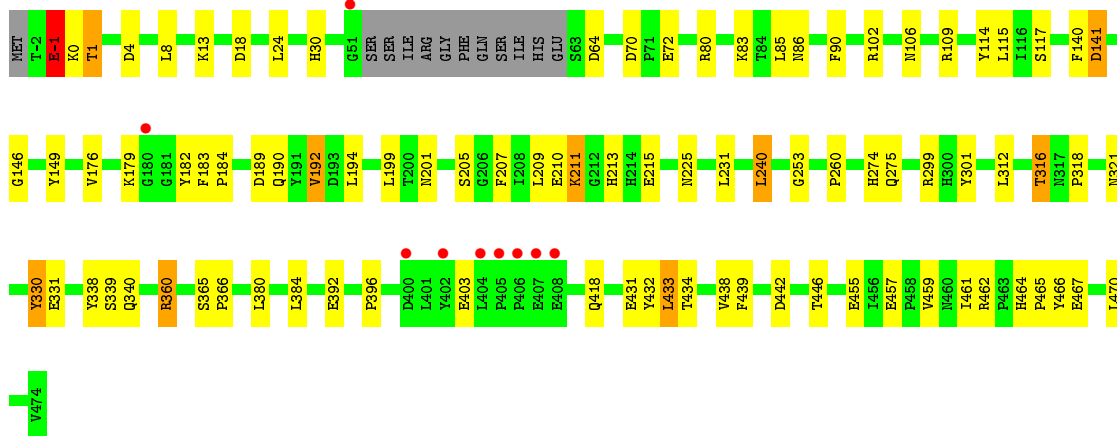 MET T-2 E-1 K0 T1 D4 L8 K13 D18 L24 H30 G51 SER SER ILE ARG GLY PHE GLN SER ILE HIS GLU S63 D64 D70 P71 E72 R80 K83 T84 L85 N86 F90 R102 N106 R109 Y114 L115 I116 S117 F140 D141
G146 Y149 V176 K179 G180 G181 Y182 F183 P184 D189 Q190 Y191 V192 D193 L194 L199 T200 N201 S205 G206 F207 I208 L209 E210 K211 G212 H213 H214 E215 N225 L231 L240 G253 P260 H274 Q275 R299 H300 Y301 L312 T316 N317 P318 N321
Y330 E331 Y338 S339 Q340 R360 S365 P366 L380 L384 E392 P396 D400 L401 Y402 E403 L404 P405 P406 E407 E408 Q418 E431 Y432 L433 T434 V438 F439 D442 T446 E455 I456 E457 P458 V459 N460 I461 R462 P463 H464 P465 Y466 E467 L470
V474